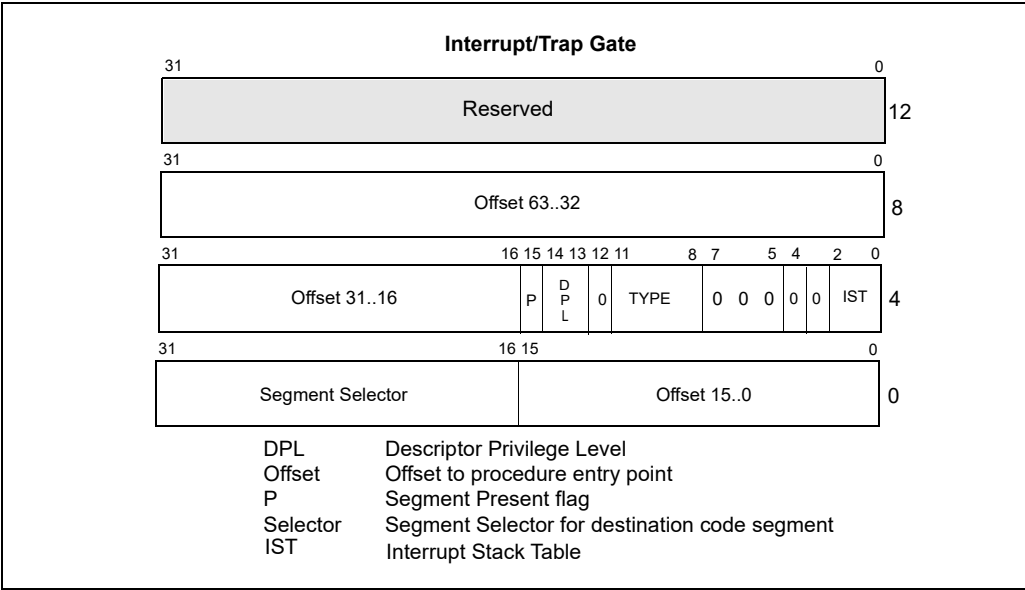 Interrupt/Trap Gate
31 0
Reserved 12
31 0
Offset 63..32 8
31 16 15 14 13 12 11 8 7 5 4 2 0
Offset 31..16 P DPL 0 TYPE 0 0 0 0 0 IST 4
31 16 15 0
Segment Selector Offset 15..0 0
DPL Descriptor Privilege Level
Offset Offset to procedure entry point
P Segment Present flag
Selector Segment Selector for destination code segment
IST Interrupt Stack Table